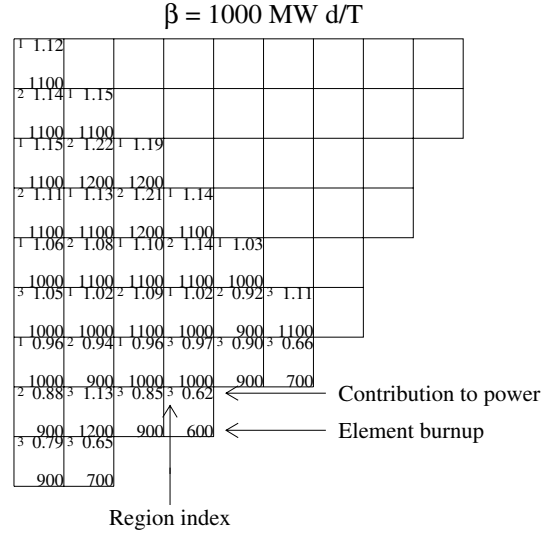 β = 1000 MW d/T
1 1.12
1100
2 1.14 1 1.15
1100 1100
1 1.15 2 1.22 1 1.19
1100 1200 1200
2 1.11 1 1.13 2 1.21 1 1.14
1100 1100 1200 1100
1 1.06 2 1.08 1 1.10 2 1.14 1 1.03
1000 1100 1100 1100 1000
3 1.05 1 1.02 2 1.09 1 1.02 2 0.92 3 1.11
1000 1000 1100 1000 900 1100
1 0.96 2 0.94 1 0.96 3 0.97 3 0.90 3 0.66
1000 900 1000 1000 900 700
2 0.88 3 1.13 3 0.85 3 0.62 Contribution to power
900 1200 900 600 Element burnup
3 0.79 3 0.65
900 700
Region index